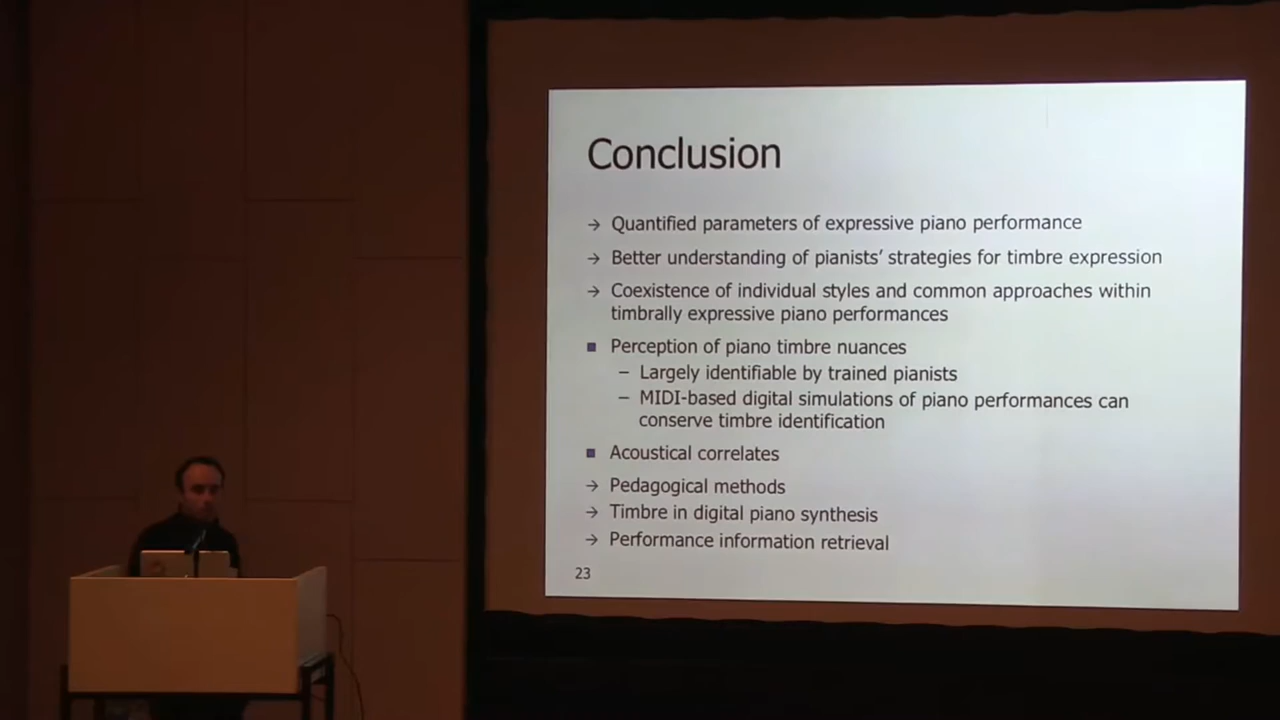 Conclusion
→ Quantified parameters of expressive piano performance
→ Better understanding of pianists' strategies for timbre expression
→ Coexistence of individual styles and common approaches within
timbrally expressive piano performances
■ Perception of piano timbre nuances
– Largely identifiable by trained pianists
– MIDI-based digital simulations of piano performances can
conserve timbre identification
■ Acoustical correlates
→ Pedagogical methods
→ Timbre in digital piano synthesis
→ Performance information retrieval
23